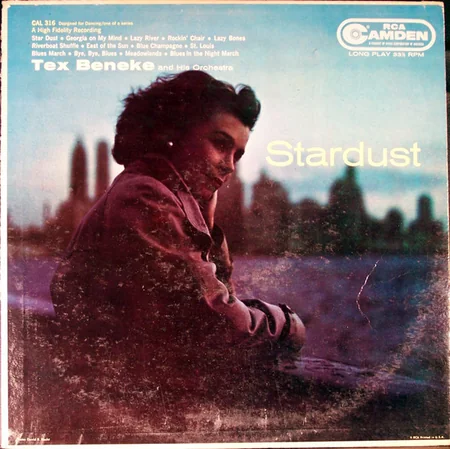 CAL 316 Designed for Dancing/one of a series
A High Fidelity Recording
Star Dust • Georgia on My Mind • Lazy River • Rockin' Chair • Lazy Bones
Riverboat Shuffle • East of the Sun • Blue Champagne • St. Louis
Blues March • Bye, Bye, Blues • Meadowlands • Blues in the Night March
Tex Beneke and His Orchestra
RCA
CAMDEN
LONG PLAY 33⅓ RPM
Stardust
© RCA Printed in U.S.A.